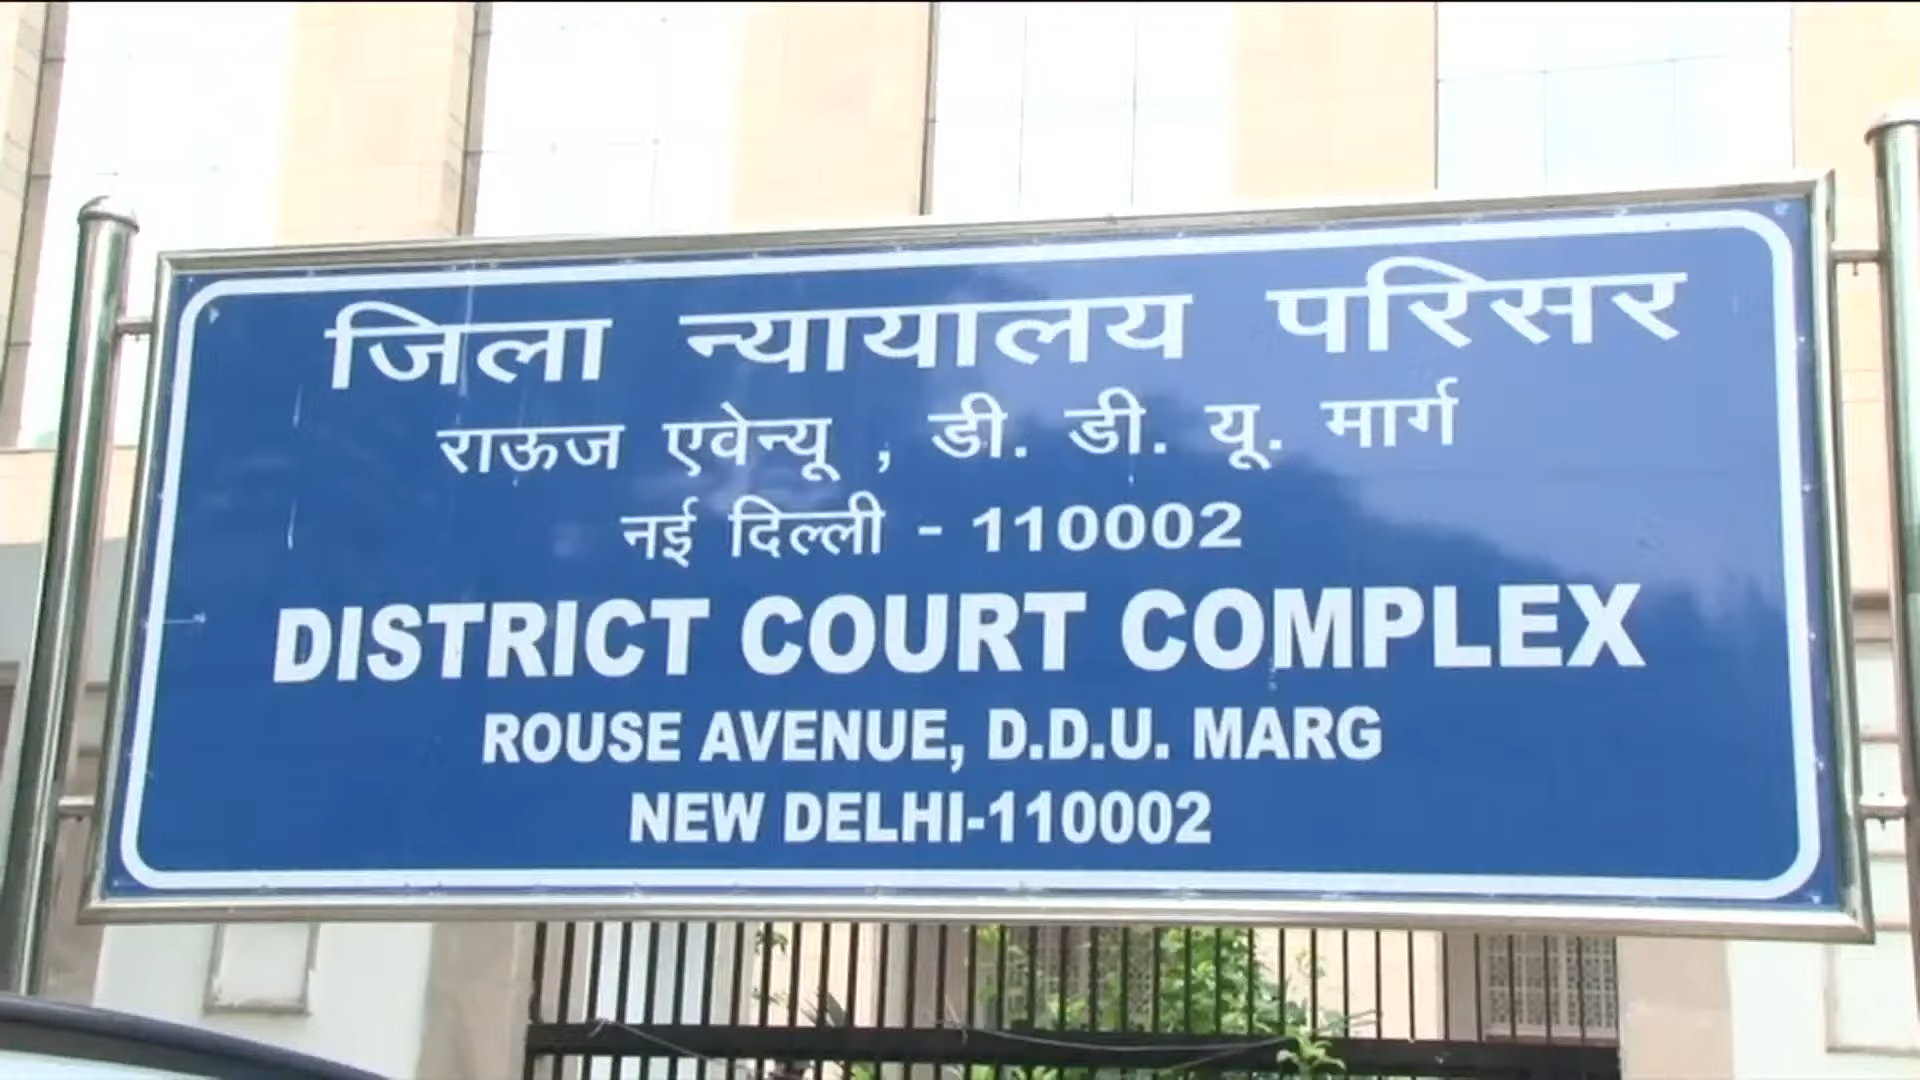 जिला न्यायालय परिसर
राऊज एवेन्यू , डी. डी. यू. मार्ग
नई दिल्ली - 110002
DISTRICT COURT COMPLEX
ROUSE AVENUE, D.D.U. MARG
NEW DELHI-110002